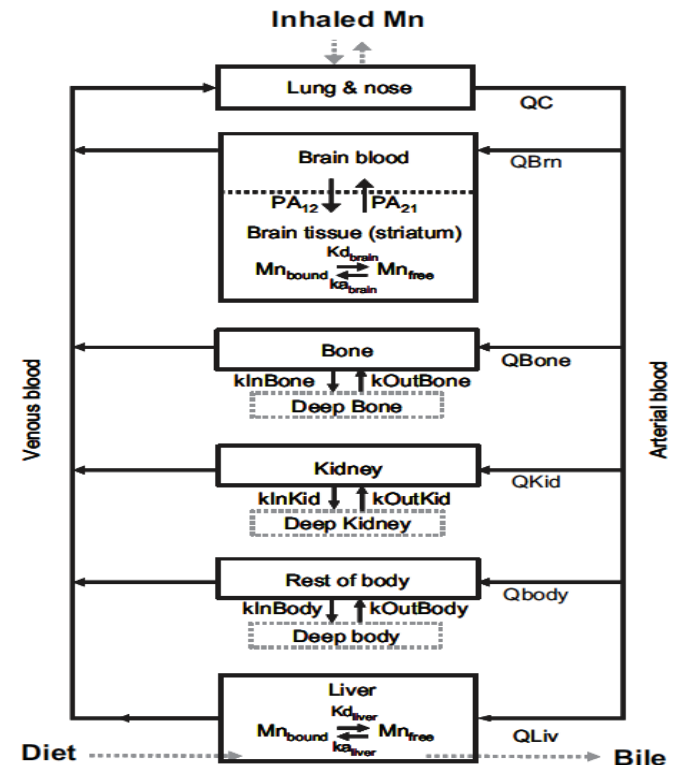 Inhaled Mn
Lung & nose
QC
Brain blood
QBrn
PA12 PA21
Brain tissue (striatum)
Kdbrain
Mnbound Mnfree
kabrain
Bone
QBone
kInBone kOutBone
Deep Bone
Venous blood
Arterial blood
Kidney
QKid
kInKid kOutKid
Deep Kidney
Rest of body
Qbody
kInBody kOutBody
Deep body
Liver
Kdliver
Mnbound Mnfree
kaliver
QLiv
Diet
Bile